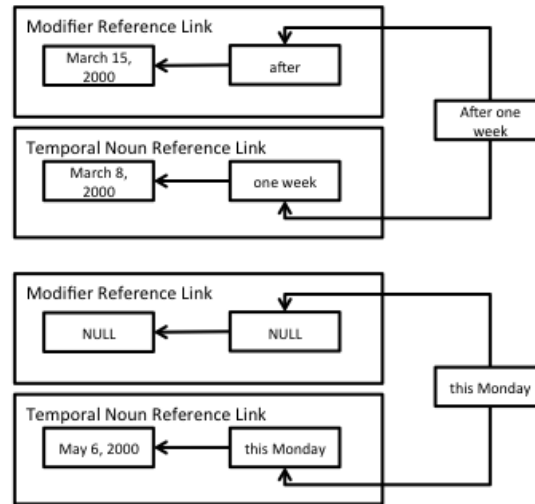 Modifier Reference Link
March 15,
2000
after
After one
week
Temporal Noun Reference Link
March 8,
2000
one week
Modifier Reference Link
NULL
NULL
this Monday
Temporal Noun Reference Link
May 6, 2000
this Monday